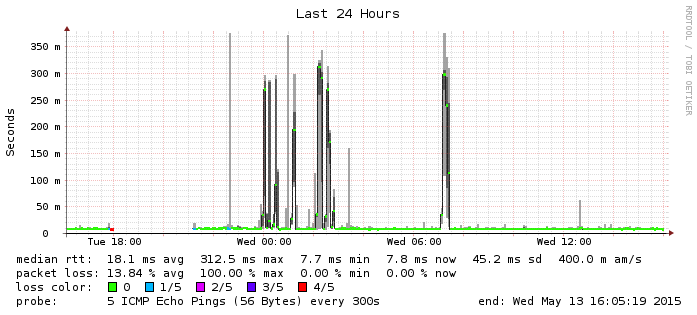 Last 24 Hours
RRDTOOL / TOBI OETIKER
Seconds
350 m
300 m
250 m
200 m
150 m
100 m
50 m
0
Tue 18:00 Wed 00:00 Wed 06:00 Wed 12:00
median rtt: 18.1 ms avg 312.5 ms max 7.7 ms min 7.8 ms now 45.2 ms sd 400.0 m am/s
packet loss: 13.84 % avg 100.00 % max 0.00 % min 0.00 % now
loss color: 0 1/5 2/5 3/5 4/5
probe: 5 ICMP Echo Pings (56 Bytes) every 300s end: Wed May 13 16:05:19 2015